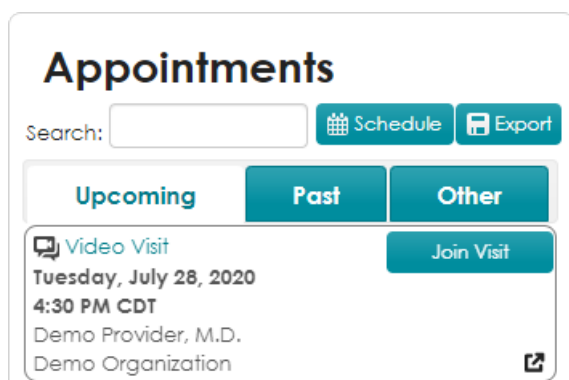 Appointments
Search: Schedule Export
Upcoming Past Other
Video Visit Join Visit
Tuesday, July 28, 2020
4:30 PM CDT
Demo Provider, M.D.
Demo Organization